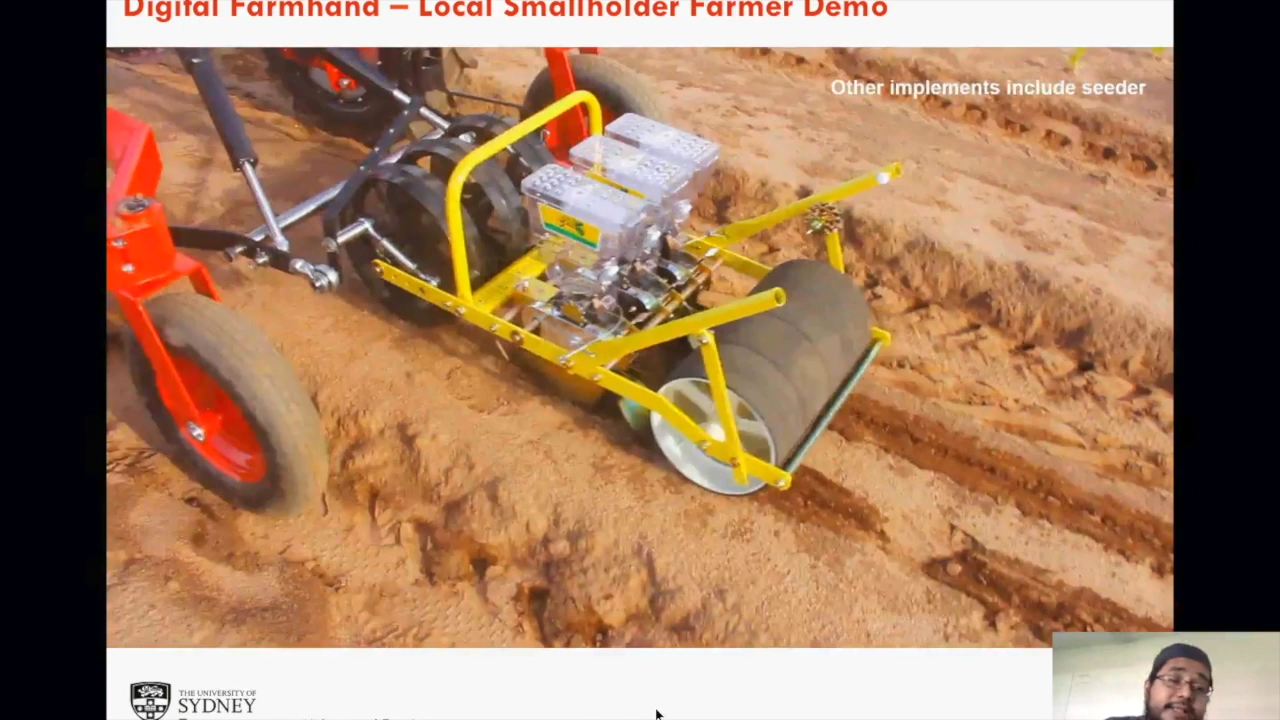 Digital Farmhand – Local Smallholder Farmer Demo
Other implements include seeder
THE UNIVERSITY OF
SYDNEY